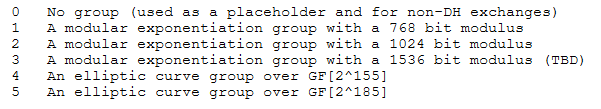 0 No group (used as a placeholder and for non-DH exchanges)
1 A modular exponentiation group with a 768 bit modulus
2 A modular exponentiation group with a 1024 bit modulus
3 A modular exponentiation group with a 1536 bit modulus (TBD)
4 An elliptic curve group over GF[2^155]
5 An elliptic curve group over GF[2^185]